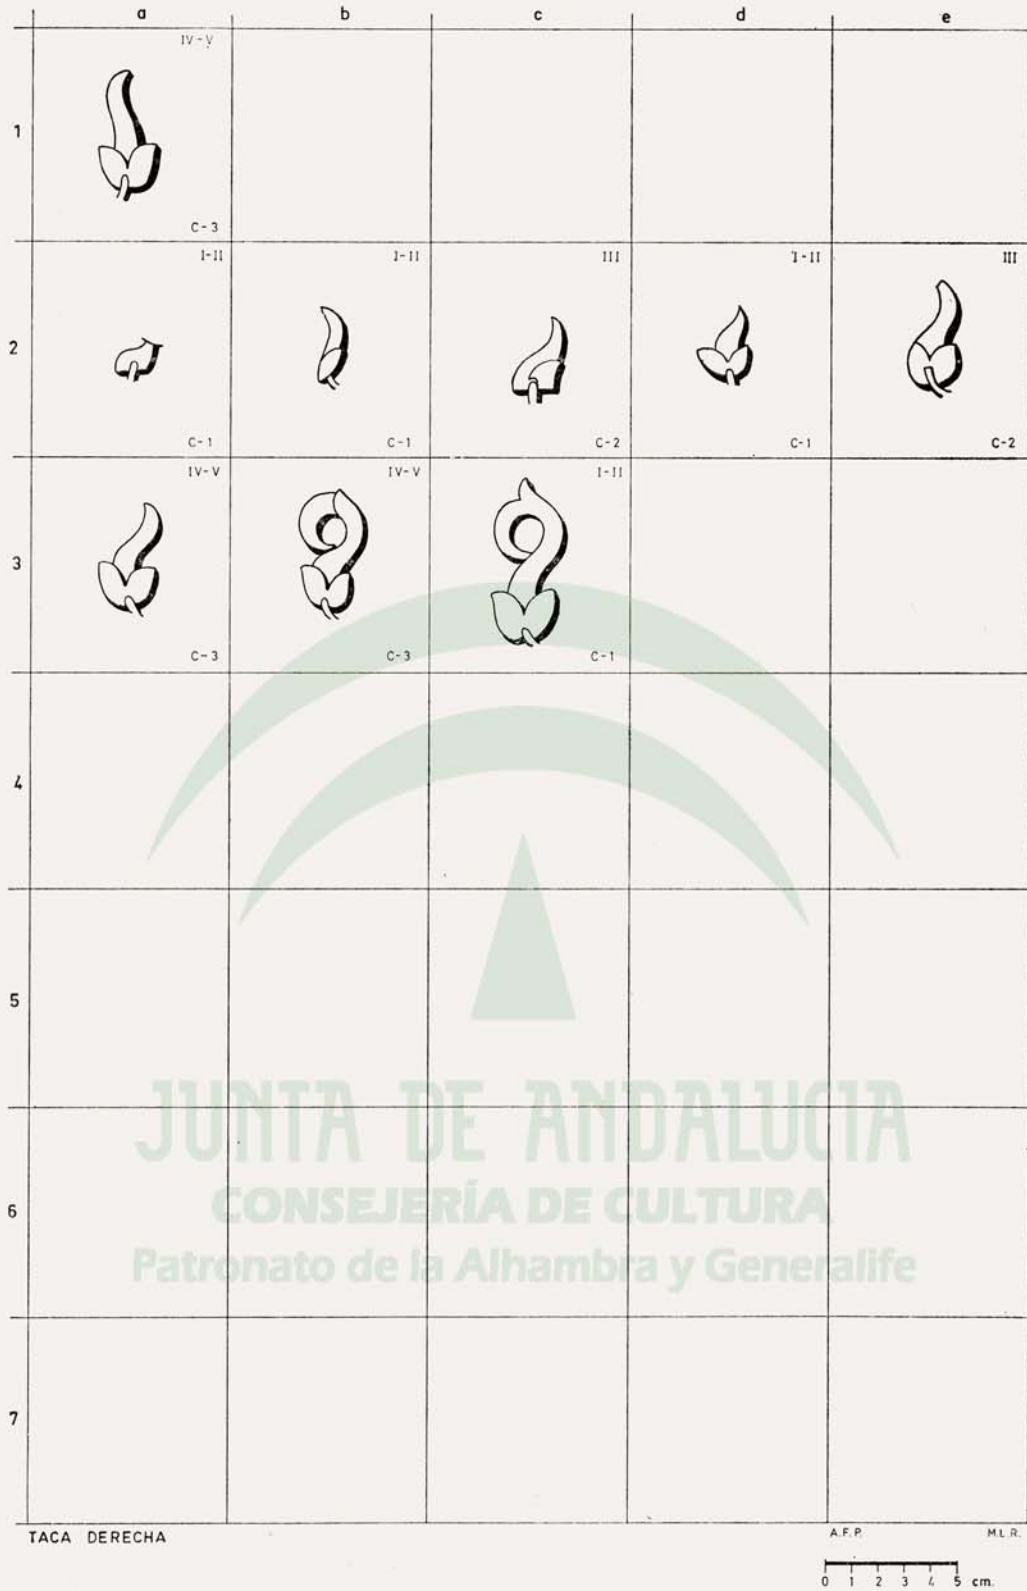 a b c d e
IV-V
1
C-3
I-II I-II III I-II III
2
C-1 C-1 C-2 C-1 C-2
IV-V IV-V I-II
3
C-3 C-3 C-1
4
5
JUNTA DE ANDALUCIA
CONSEJERÍA DE CULTURA
6
Patronato de la Alhambra y Generalife
7
TACA DERECHA A.F.P. M.L.R.
0 1 2 3 4 5 cm.